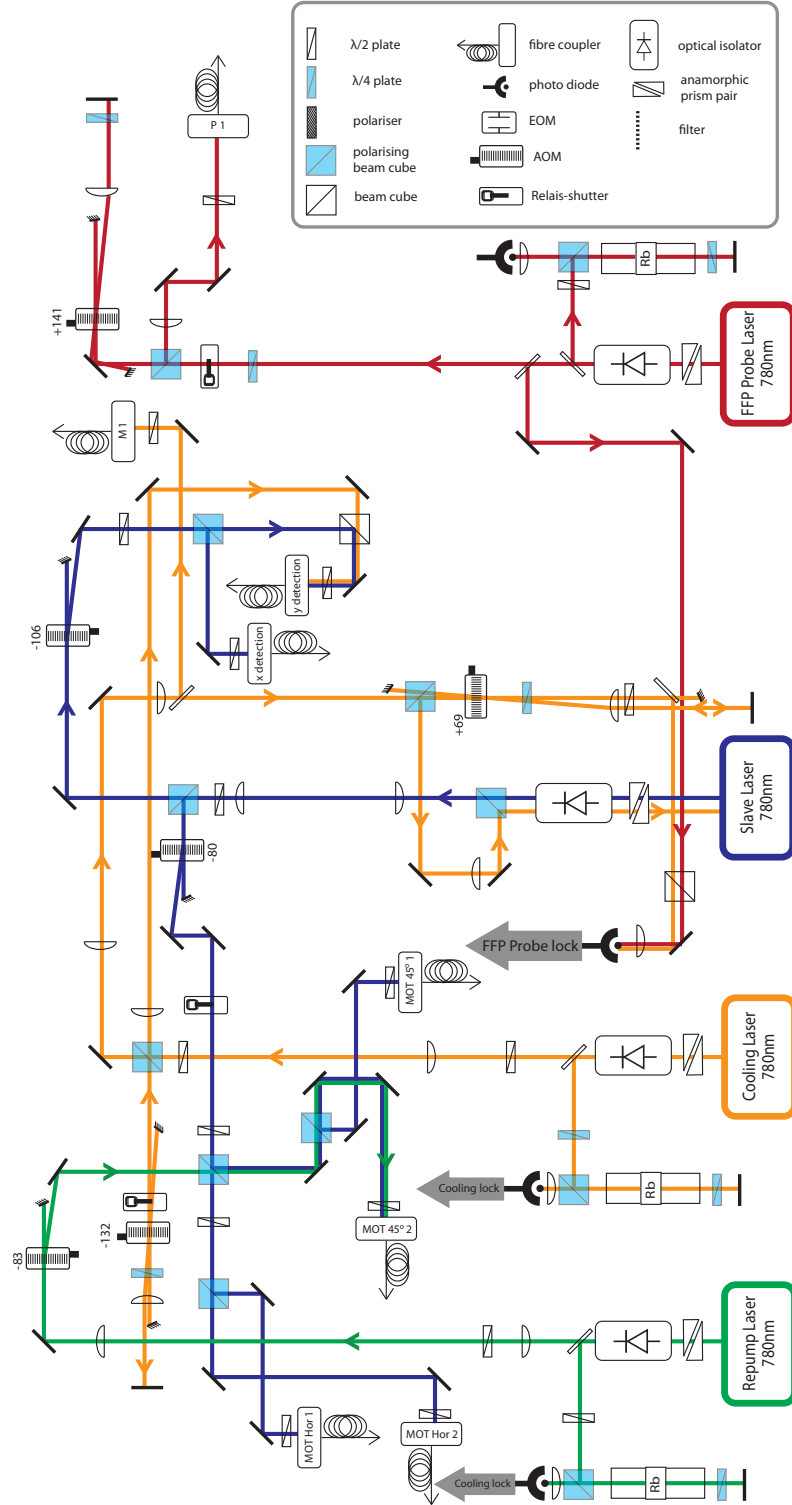 λ/2 plate
λ/4 plate
polariser
polarising
beam cube
beam cube
fibre coupler
photo diode
EOM
AOM
Relais-shutter
optical isolator
anamorphic
prism pair
filter
P 1
+141
M 1
-106
y detection
x detection
Rb
FFP Probe Laser
780nm
+69
-80
Slave Laser
780nm
FFP Probe lock
MOT 45º 1
Cooling Laser
780nm
Cooling lock
Rb
MOT 45º 2
-132
-83
Repump Laser
780nm
MOT Hor 1
MOT Hor 2
Cooling lock
Rb